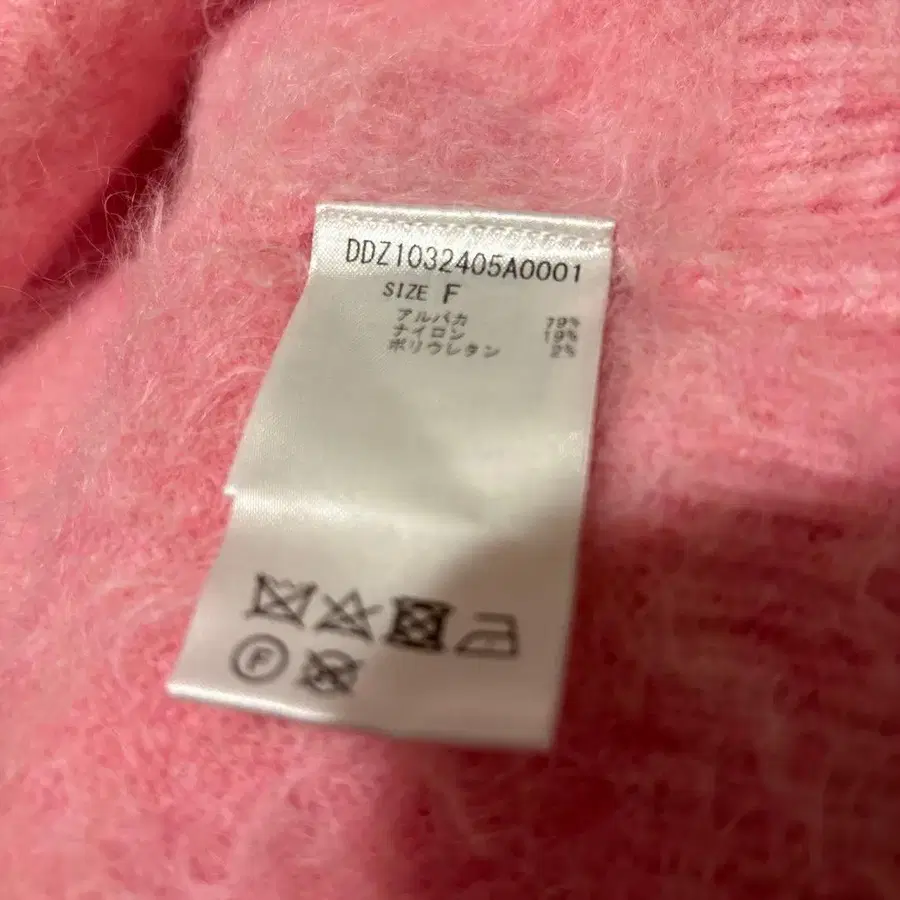 DDZ1032405A0001
SIZE F
アルパカ 79%
ナイロン 19%
ポリウレタン 2%
F